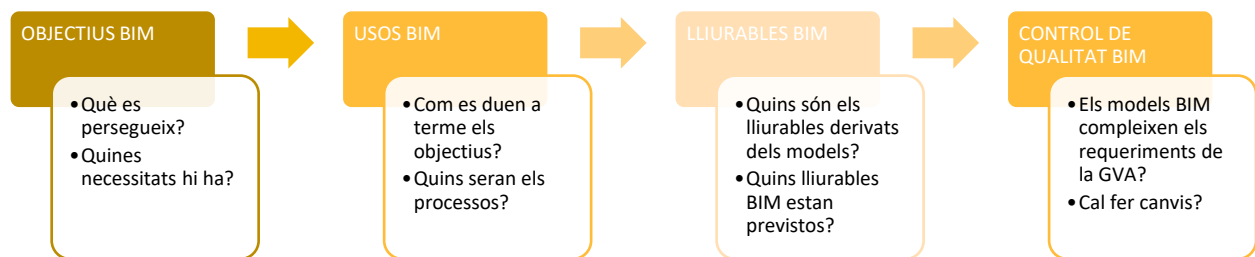 OBJECTIUS BIM
•Què es
persegueix?
•Quines
necessitats hi ha?
USOS BIM
•Com es duen a
terme els
objectius?
•Quins seran els
processos?
LLIURABLES BIM
•Quins són els
lliurables derivats
dels models?
•Quins lliurables
BIM estan
previstos?
CONTROL DE
QUALITAT BIM
•Els models BIM
compleixen els
requeriments de
la GVA?
•Cal fer canvis?